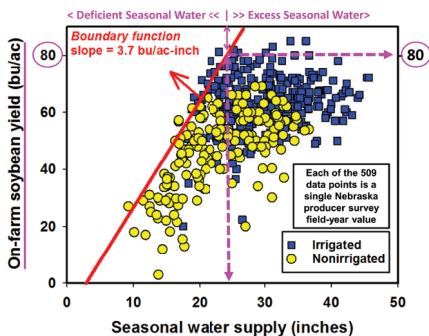 < Deficient Seasonal Water << | >> Excess Seasonal Water>
Boundary function
slope = 3.7 bu/ac-inch
On-farm soybean yield (bu/ac)
80
80
60
40
20
0
Each of the 509
data points is a
single Nebraska
producer survey
field-year value
Irrigated
Nonirrigated
0
10
20
30
40
50
Seasonal water supply (inches)